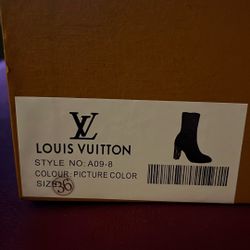 LV
LOUIS VUITTON
STYLE NO: A09-8
COLOUR: PICTURE COLOR
SIZE: 36